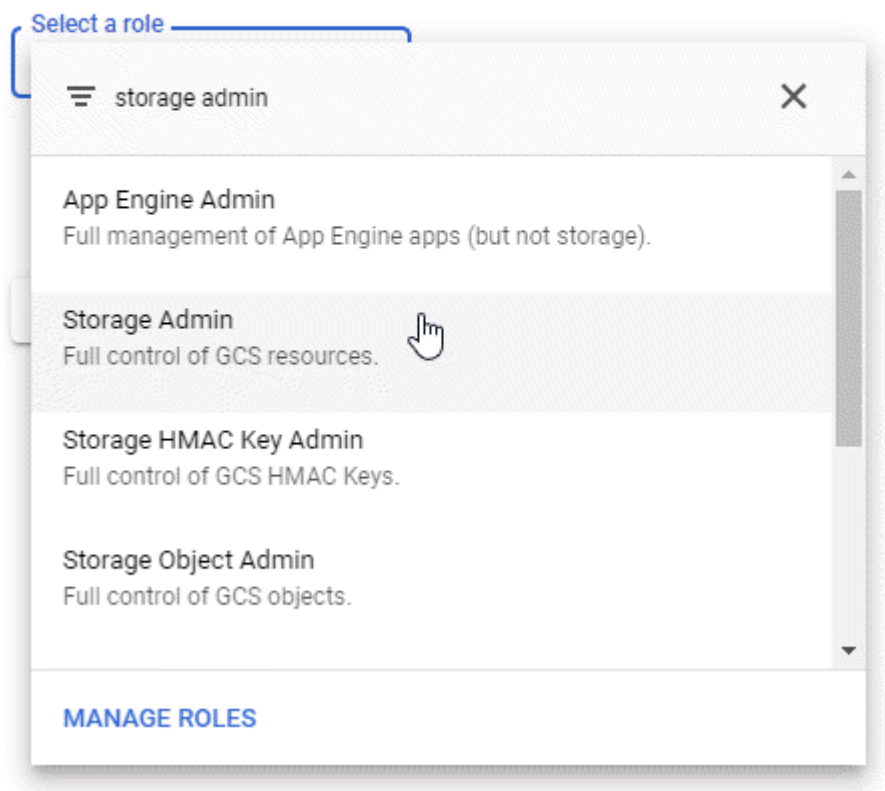 Select a role
storage admin
App Engine Admin
Full management of App Engine apps (but not storage).
Storage Admin
Full control of GCS resources.
Storage HMAC Key Admin
Full control of GCS HMAC Keys.
Storage Object Admin
Full control of GCS objects.
MANAGE ROLES